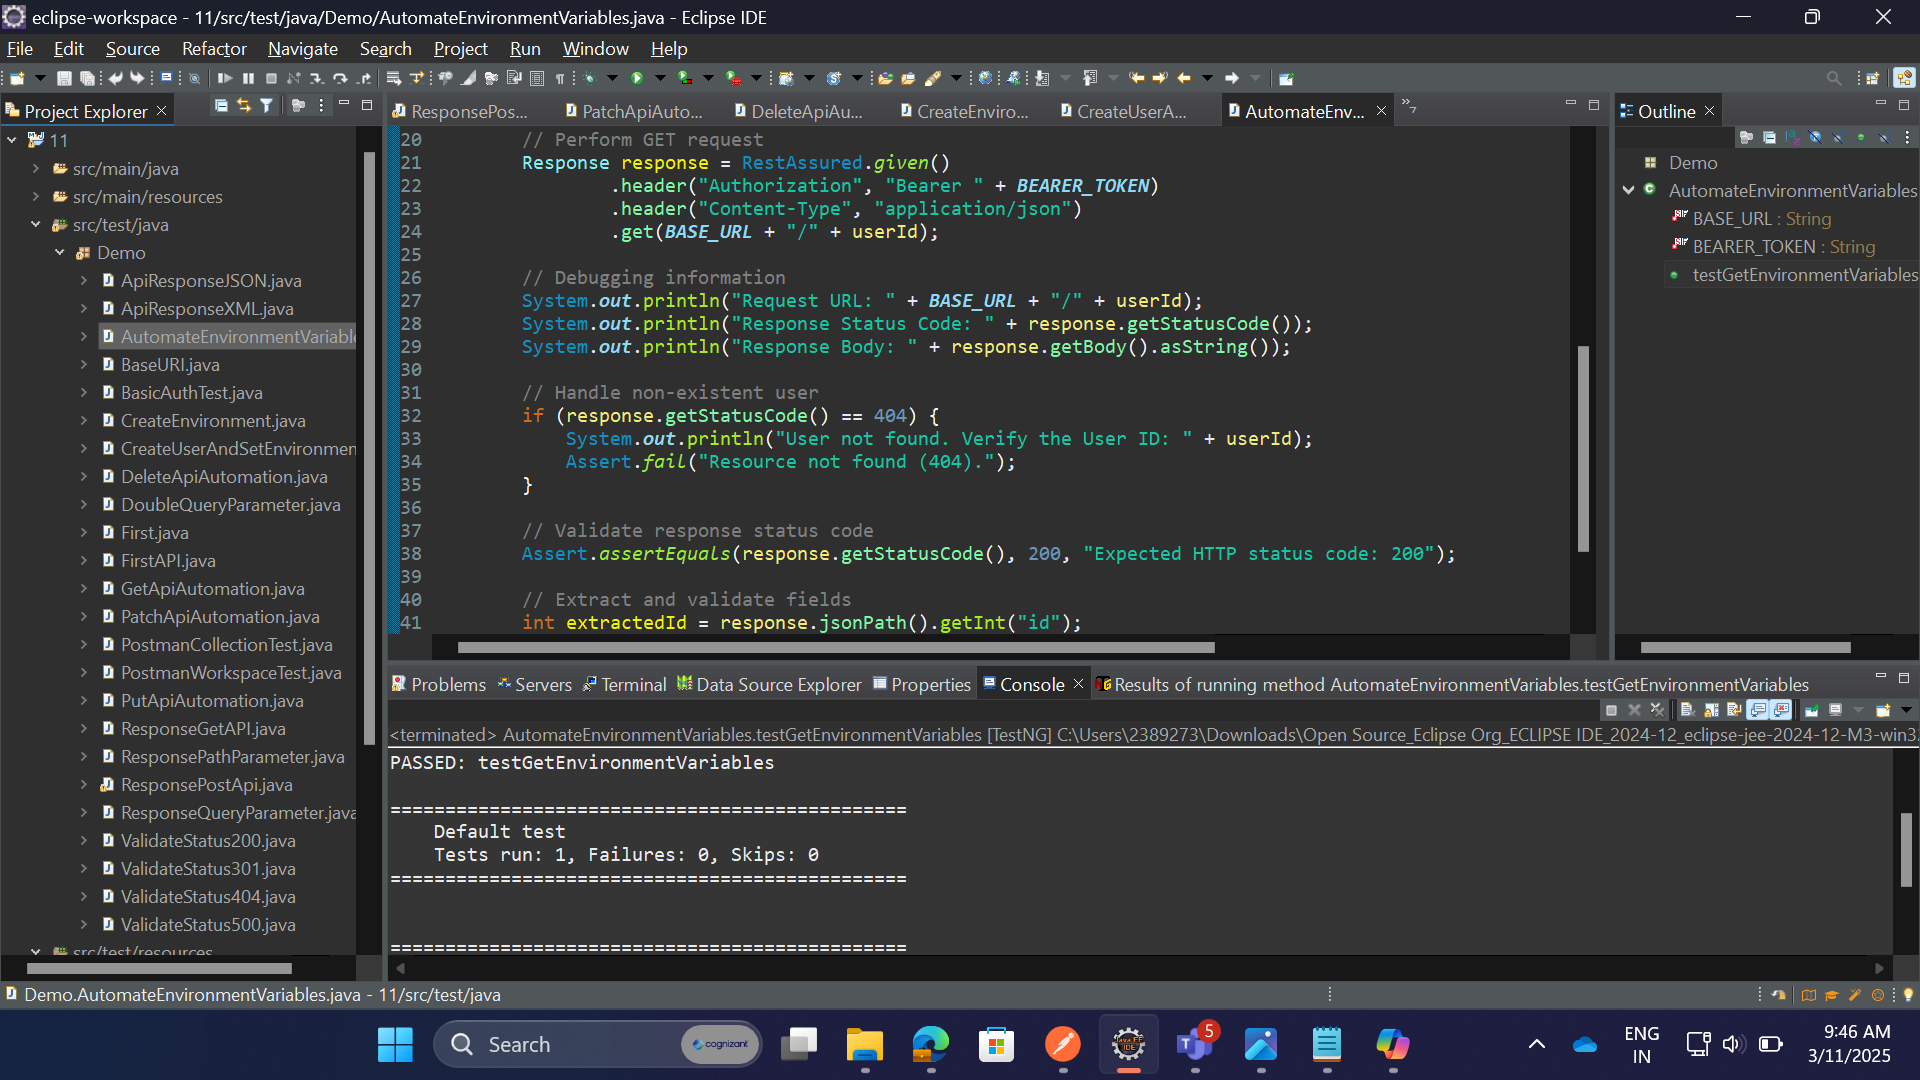 eclipse-workspace - 11/src/test/java/Demo/AutomateEnvironmentVariables.java - Eclipse IDE
File Edit Source Refactor Navigate Search Project Run Window Help
Project Explorer
11
src/main/java
src/main/resources
src/test/java
Demo
ApiResponseJSON.java
ApiResponseXML.java
AutomateEnvironmentVariable
BaseURI.java
BasicAuthTest.java
CreateEnvironment.java
CreateUserAndSetEnvironmen
DeleteApiAutomation.java
DoubleQueryParameter.java
First.java
FirstAPI.java
GetApiAutomation.java
PatchApiAutomation.java
PostmanCollectionTest.java
PostmanWorkspaceTest.java
PutApiAutomation.java
ResponseGetAPI.java
ResponsePathParameter.java
ResponsePostApi.java
ResponseQueryParameter.java
ValidateStatus200.java
ValidateStatus301.java
ValidateStatus404.java
ValidateStatus500.java
src/test/resources
ResponsePos... PatchApiAuto... DeleteApiAu... CreateEnviro... CreateUserA... AutomateEnv... »7
20 // Perform GET request
21 Response response = RestAssured.given()
22 .header("Authorization", "Bearer " + BEARER_TOKEN)
23 .header("Content-Type", "application/json")
24 .get(BASE_URL + "/" + userId);
25
26 // Debugging information
27 System.out.println("Request URL: " + BASE_URL + "/" + userId);
28 System.out.println("Response Status Code: " + response.getStatusCode());
29 System.out.println("Response Body: " + response.getBody().asString());
30
31 // Handle non-existent user
32 if (response.getStatusCode() == 404) {
33 System.out.println("User not found. Verify the User ID: " + userId);
34 Assert.fail("Resource not found (404).");
35 }
36
37 // Validate response status code
38 Assert.assertEquals(response.getStatusCode(), 200, "Expected HTTP status code: 200");
39
40 // Extract and validate fields
41 int extractedId = response.jsonPath().getInt("id");
Outline
Demo
AutomateEnvironmentVariables
BASE_URL : String
BEARER_TOKEN : String
testGetEnvironmentVariables
Problems Servers Terminal Data Source Explorer Properties Console Results of running method AutomateEnvironmentVariables.testGetEnvironmentVariables
<terminated> AutomateEnvironmentVariables.testGetEnvironmentVariables [TestNG] C:\Users\2389273\Downloads\Open Source_Eclipse Org_ECLIPSE IDE_2024-12_eclipse-jee-2024-12-M3-win3
PASSED: testGetEnvironmentVariables
===============================================
Default test
Tests run: 1, Failures: 0, Skips: 0
===============================================
===============================================
Demo.AutomateEnvironmentVariables.java - 11/src/test/java
Search
cognizant
5
ENG
IN
9:46 AM
3/11/2025